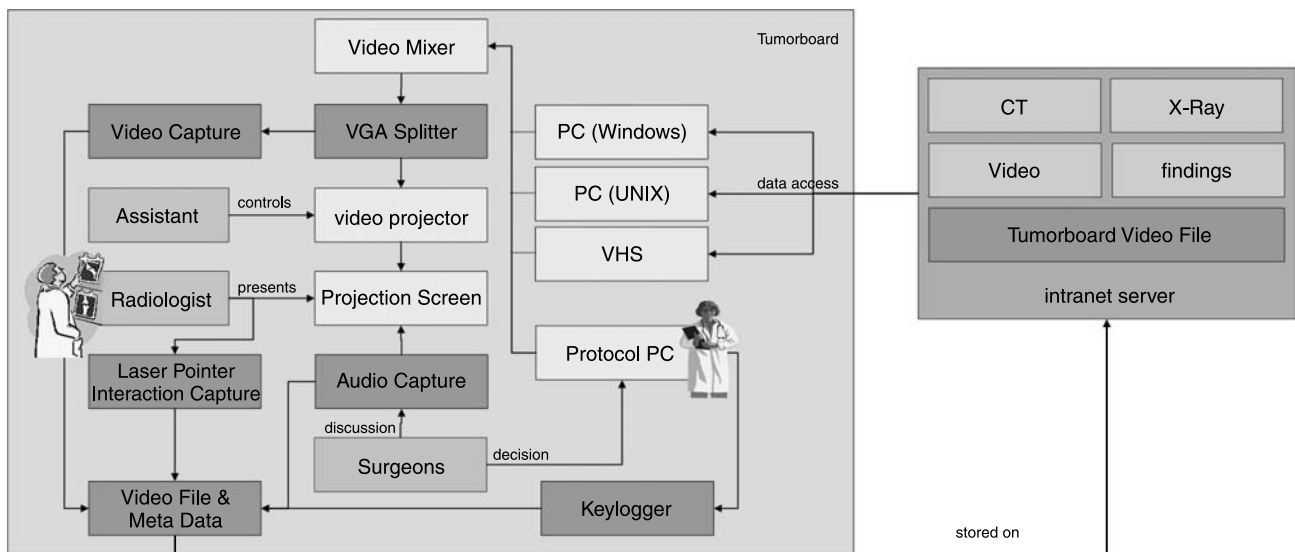 Tumorboard
Video Mixer
Video Capture
VGA Splitter
PC (Windows)
CT
X-Ray
Assistant
controls
video projector
PC (UNIX)
data access
Video
findings
VHS
Tumorboard Video File
Radiologist
presents
Projection Screen
intranet server
Laser Pointer
Interaction Capture
Audio Capture
Protocol PC
discussion
Surgeons
decision
Video File &
Meta Data
Keylogger
stored on